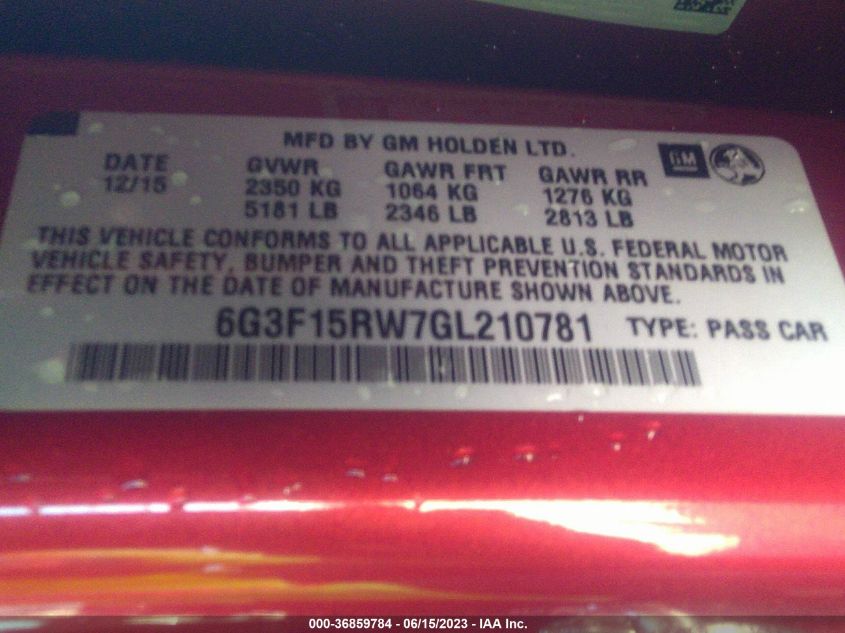 MFD BY GM HOLDEN LTD.
GM
DATE GVWR GAWR FRT GAWR RR
12/15 2350 KG 1064 KG 1276 KG
5181 LB 2346 LB 2813 LB
THIS VEHICLE CONFORMS TO ALL APPLICABLE U.S. FEDERAL MOTOR
VEHICLE SAFETY, BUMPER AND THEFT PREVENTION STANDARDS IN
EFFECT ON THE DATE OF MANUFACTURE SHOWN ABOVE.
6G3F15RW7GL210781 TYPE: PASS CAR
000-36859784 - 06/15/2023 - IAA Inc.